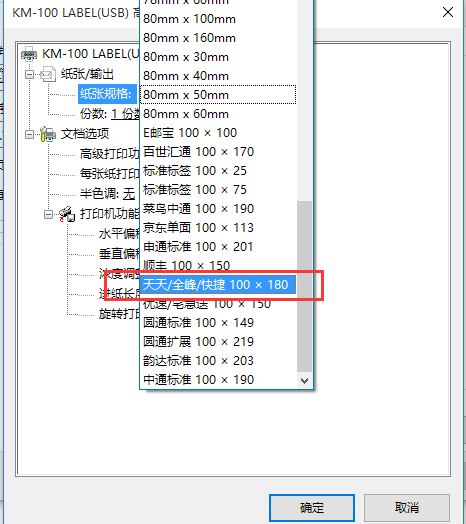 KM-100 LABEL(USB) 高
80mm x 100mm
80mm x 160mm
80mm x 30mm
80mm x 40mm
80mm x 50mm
80mm x 60mm
E邮宝 100 × 100
百世汇通 100 × 170
标准标签 100 × 25
标准标签 100 × 75
菜鸟中通 100 × 190
京东单面 100 × 113
申通标准 100 × 201
顺丰 100 × 150
天天/全峰/快捷 100 × 180
优速/宅急送 100 × 150
圆通标准 100 × 149
圆通扩展 100 × 219
韵达标准 100 × 203
中通标准 100 × 190
KM-100 LABEL(U
纸张/输出
纸张规格:
份数: 1 份数
文档选项
高级打印功
每张纸打印
半色调: 无
打印机功能
水平偏移
垂直偏移
浓度调整
进纸长度
旋转打印
确定
取消